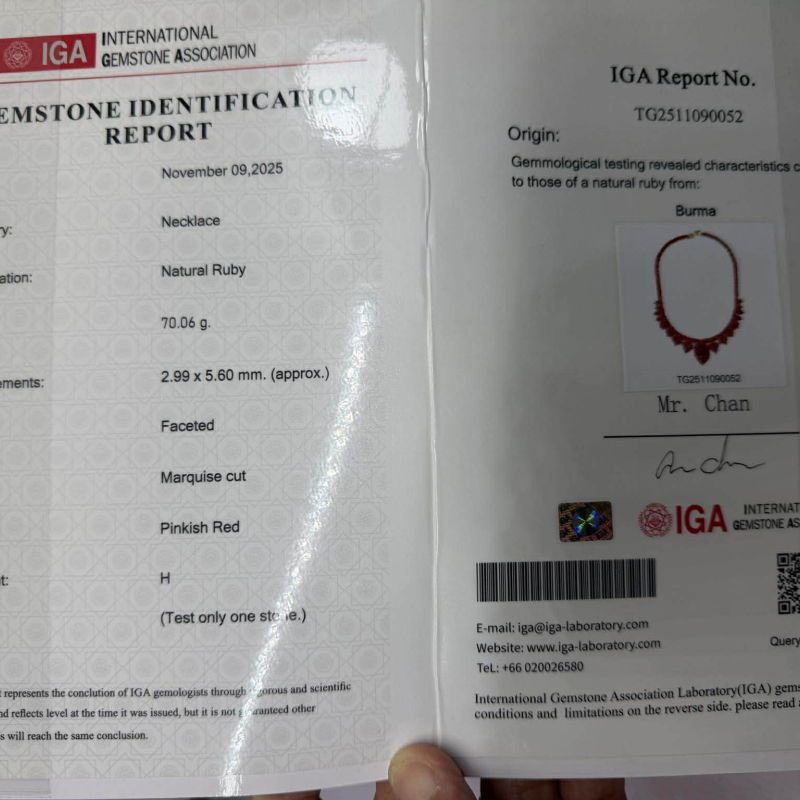 IGA
INTERNATIONAL
GEMSTONE ASSOCIATION
EMSTONE IDENTIFICATION
REPORT
November 09,2025
y:
Necklace
ation:
Natural Ruby
70.06 g.
ements:
2.99 x 5.60 mm. (approx.)
Faceted
Marquise cut
Pinkish Red
t:
H
(Test only one stone.)
represents the conclution of IGA gemologists through rigorous and scientific
nd reflects level at the time it was issued, but it is not guaranteed other
s will reach the same conclusion.
IGA Report No.
TG2511090052
Origin:
Gemmological testing revealed characteristics c
to those of a natural ruby from:
Burma
TG2511090052
Mr. Chan
IGA
INTERNAT
GEMSTONE AS
E-mail: iga@iga-laboratory.com
Website: www.iga-laboratory.com
TeL: +66 020026580
Query
International Gemstone Association Laboratory(IGA) gems
conditions and limitations on the reverse side. please read a